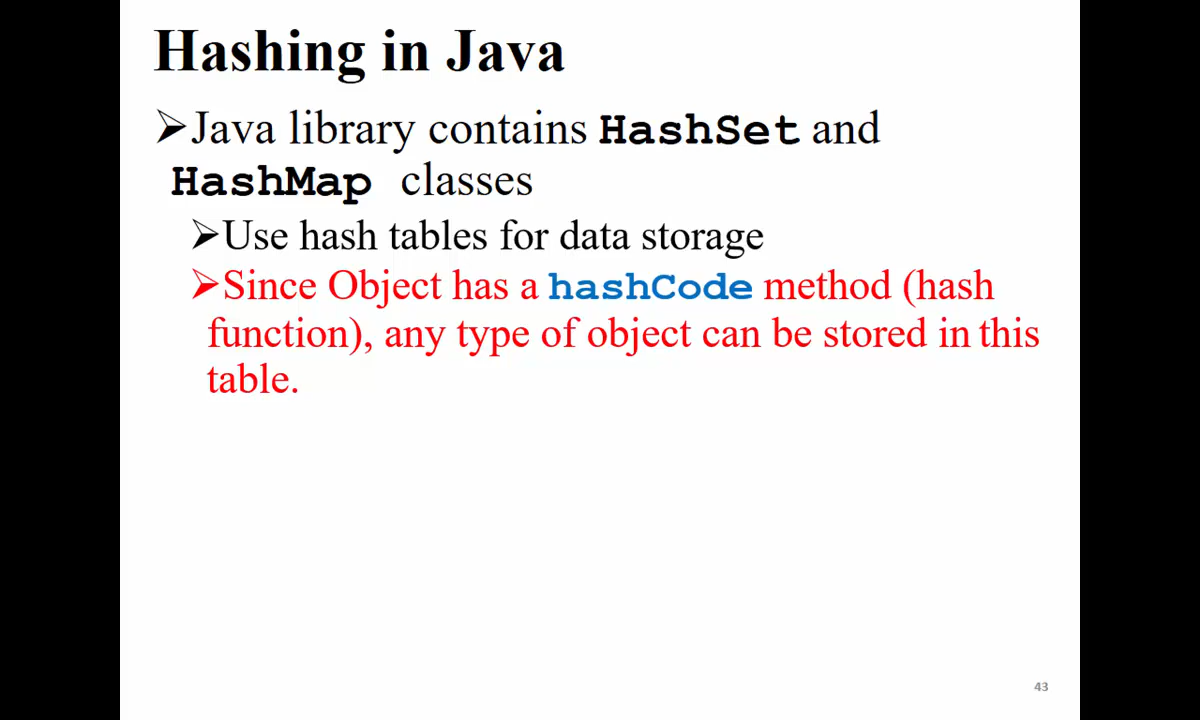 Hashing in Java
➢Java library contains HashSet and
HashMap classes
➢Use hash tables for data storage
➢Since Object has a hashCode method (hash
function), any type of object can be stored in this
table.
43